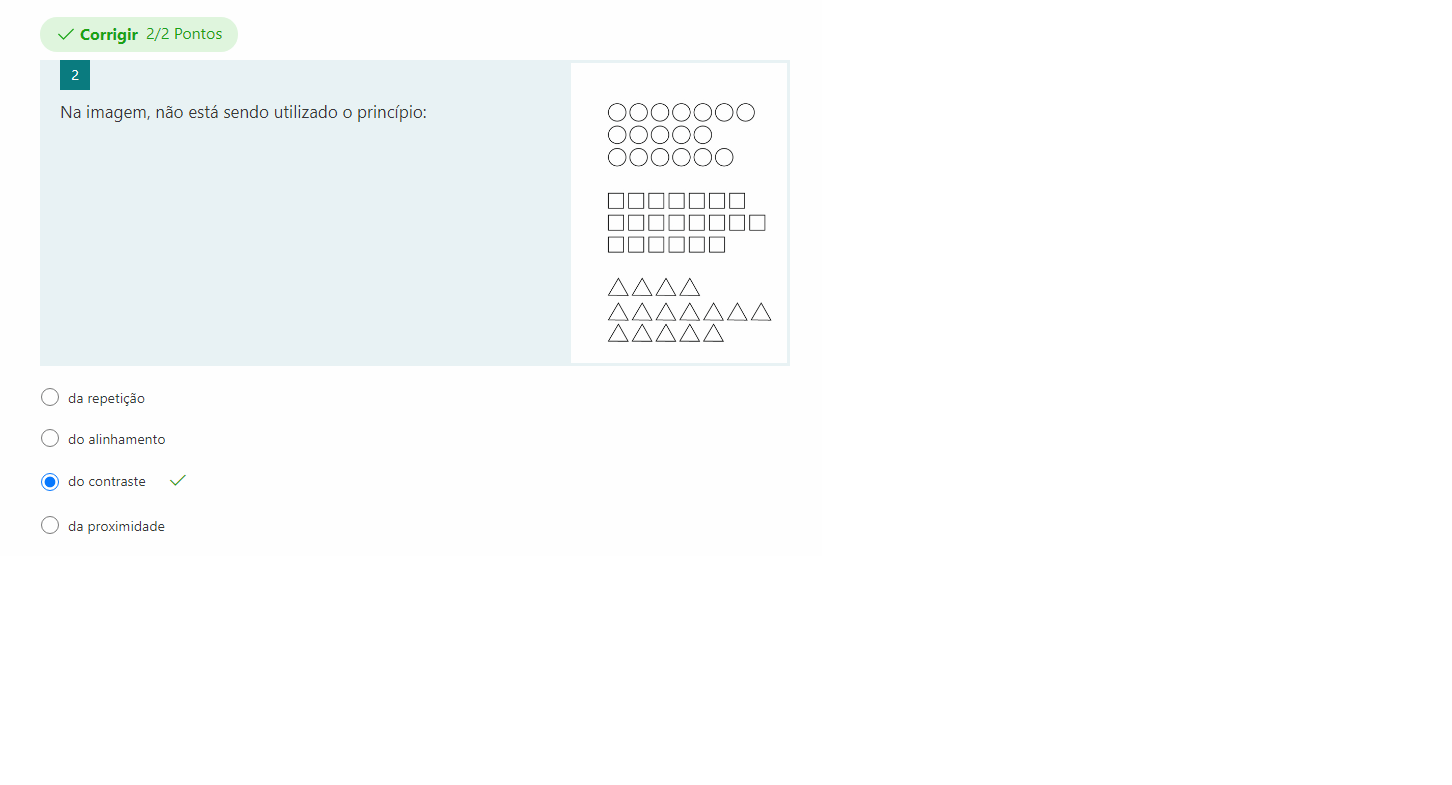 Corrigir 2/2 Pontos
2
Na imagem, não está sendo utilizado o princípio:
da repetição
do alinhamento
do contraste
da proximidade